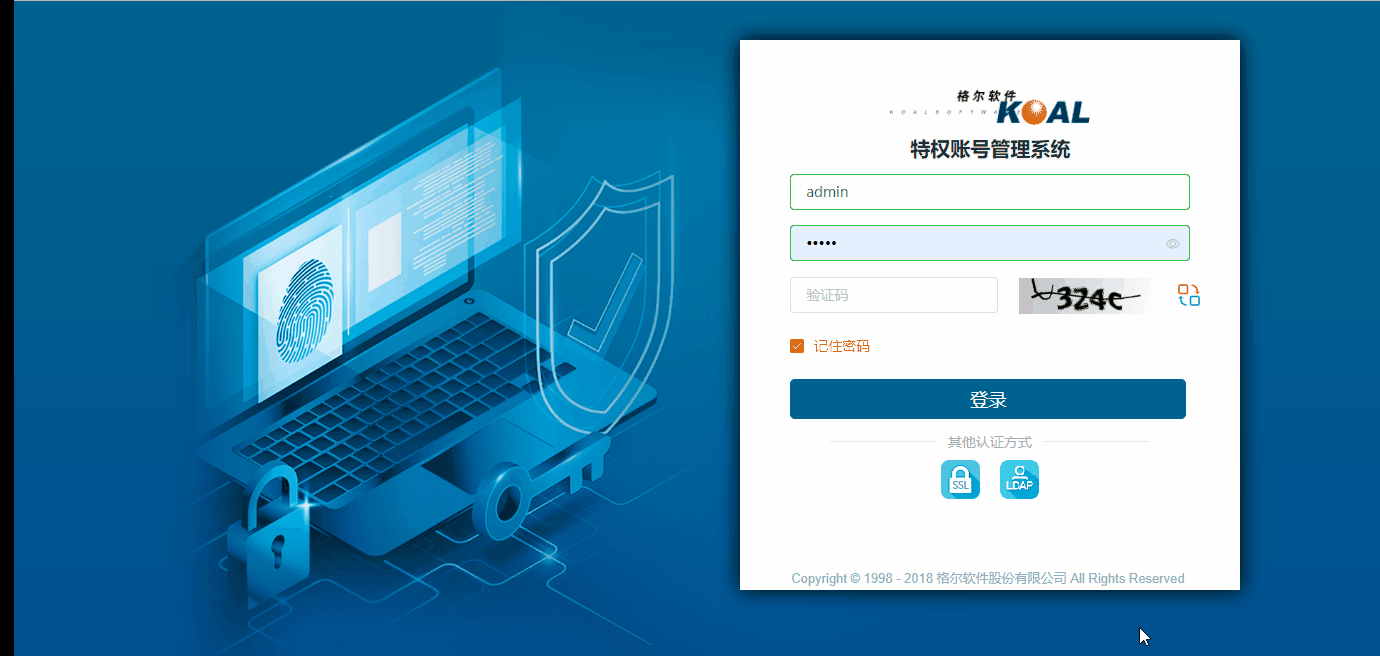 格尔软件
KOALSOFTWARE
KOAL
特权账号管理系统
admin
•••••
验证码
324e
记住密码
登录
其他认证方式
SSL
LDAP
Copyright © 1998 - 2018 格尔软件股份有限公司 All Rights Reserved